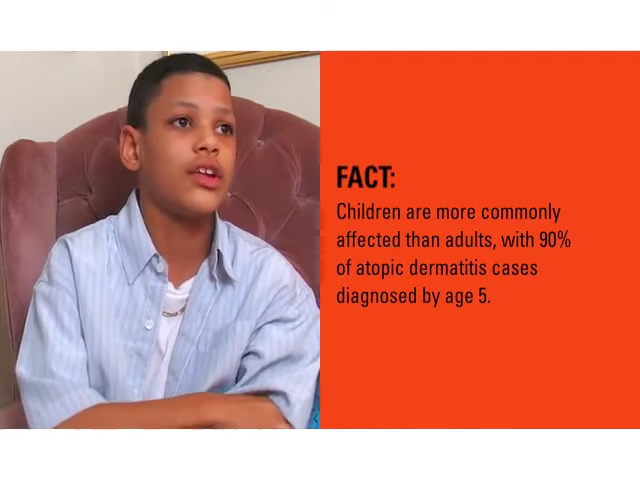 FACT:
Children are more commonly
affected than adults, with 90%
of atopic dermatitis cases
diagnosed by age 5.